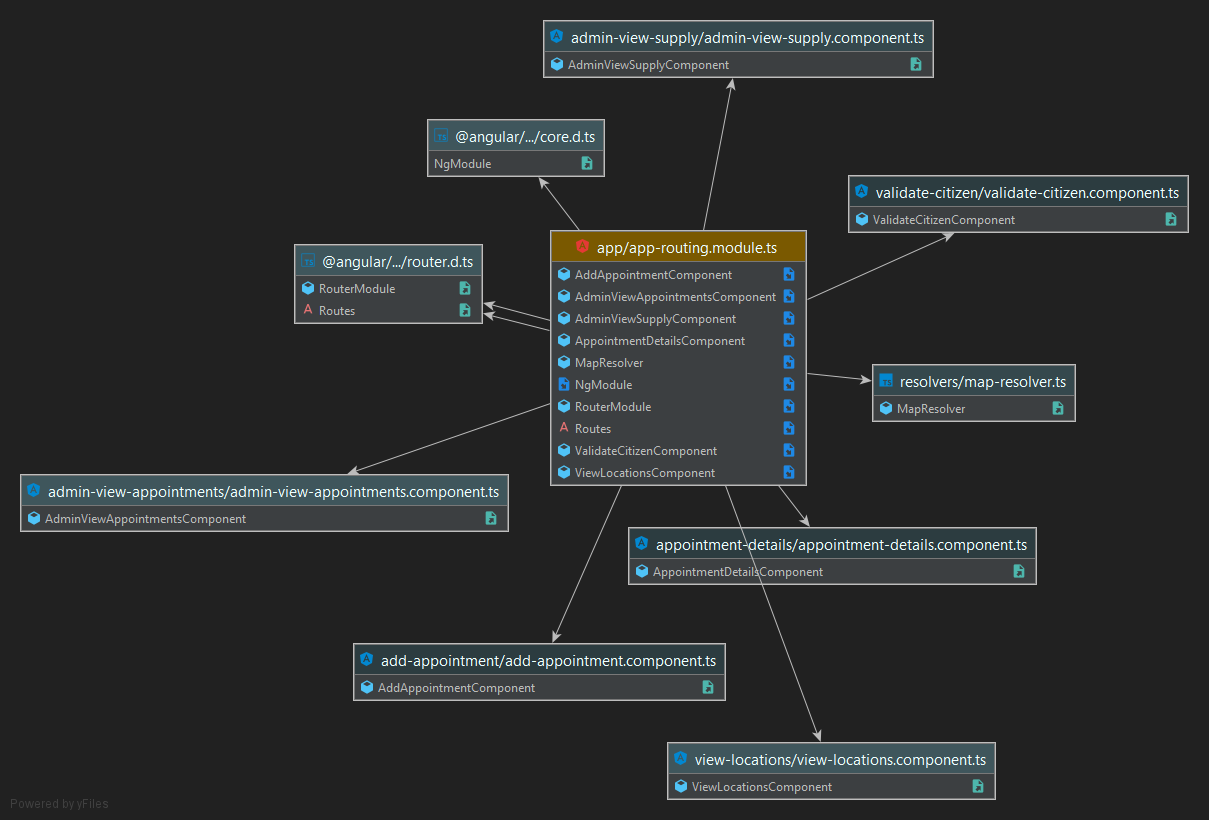 admin-view-supply/admin-view-supply.component.ts
AdminViewSupplyComponent
@angular/.../core.d.ts
NgModule
validate-citizen/validate-citizen.component.ts
ValidateCitizenComponent
@angular/.../router.d.ts
RouterModule
Routes
app/app-routing.module.ts
AddAppointmentComponent
AdminViewAppointmentsComponent
AdminViewSupplyComponent
AppointmentDetailsComponent
MapResolver
NgModule
RouterModule
Routes
ValidateCitizenComponent
ViewLocationsComponent
resolvers/map-resolver.ts
MapResolver
admin-view-appointments/admin-view-appointments.component.ts
AdminViewAppointmentsComponent
appointment-details/appointment-details.component.ts
AppointmentDetailsComponent
add-appointment/add-appointment.component.ts
AddAppointmentComponent
view-locations/view-locations.component.ts
ViewLocationsComponent
Powered by yFiles